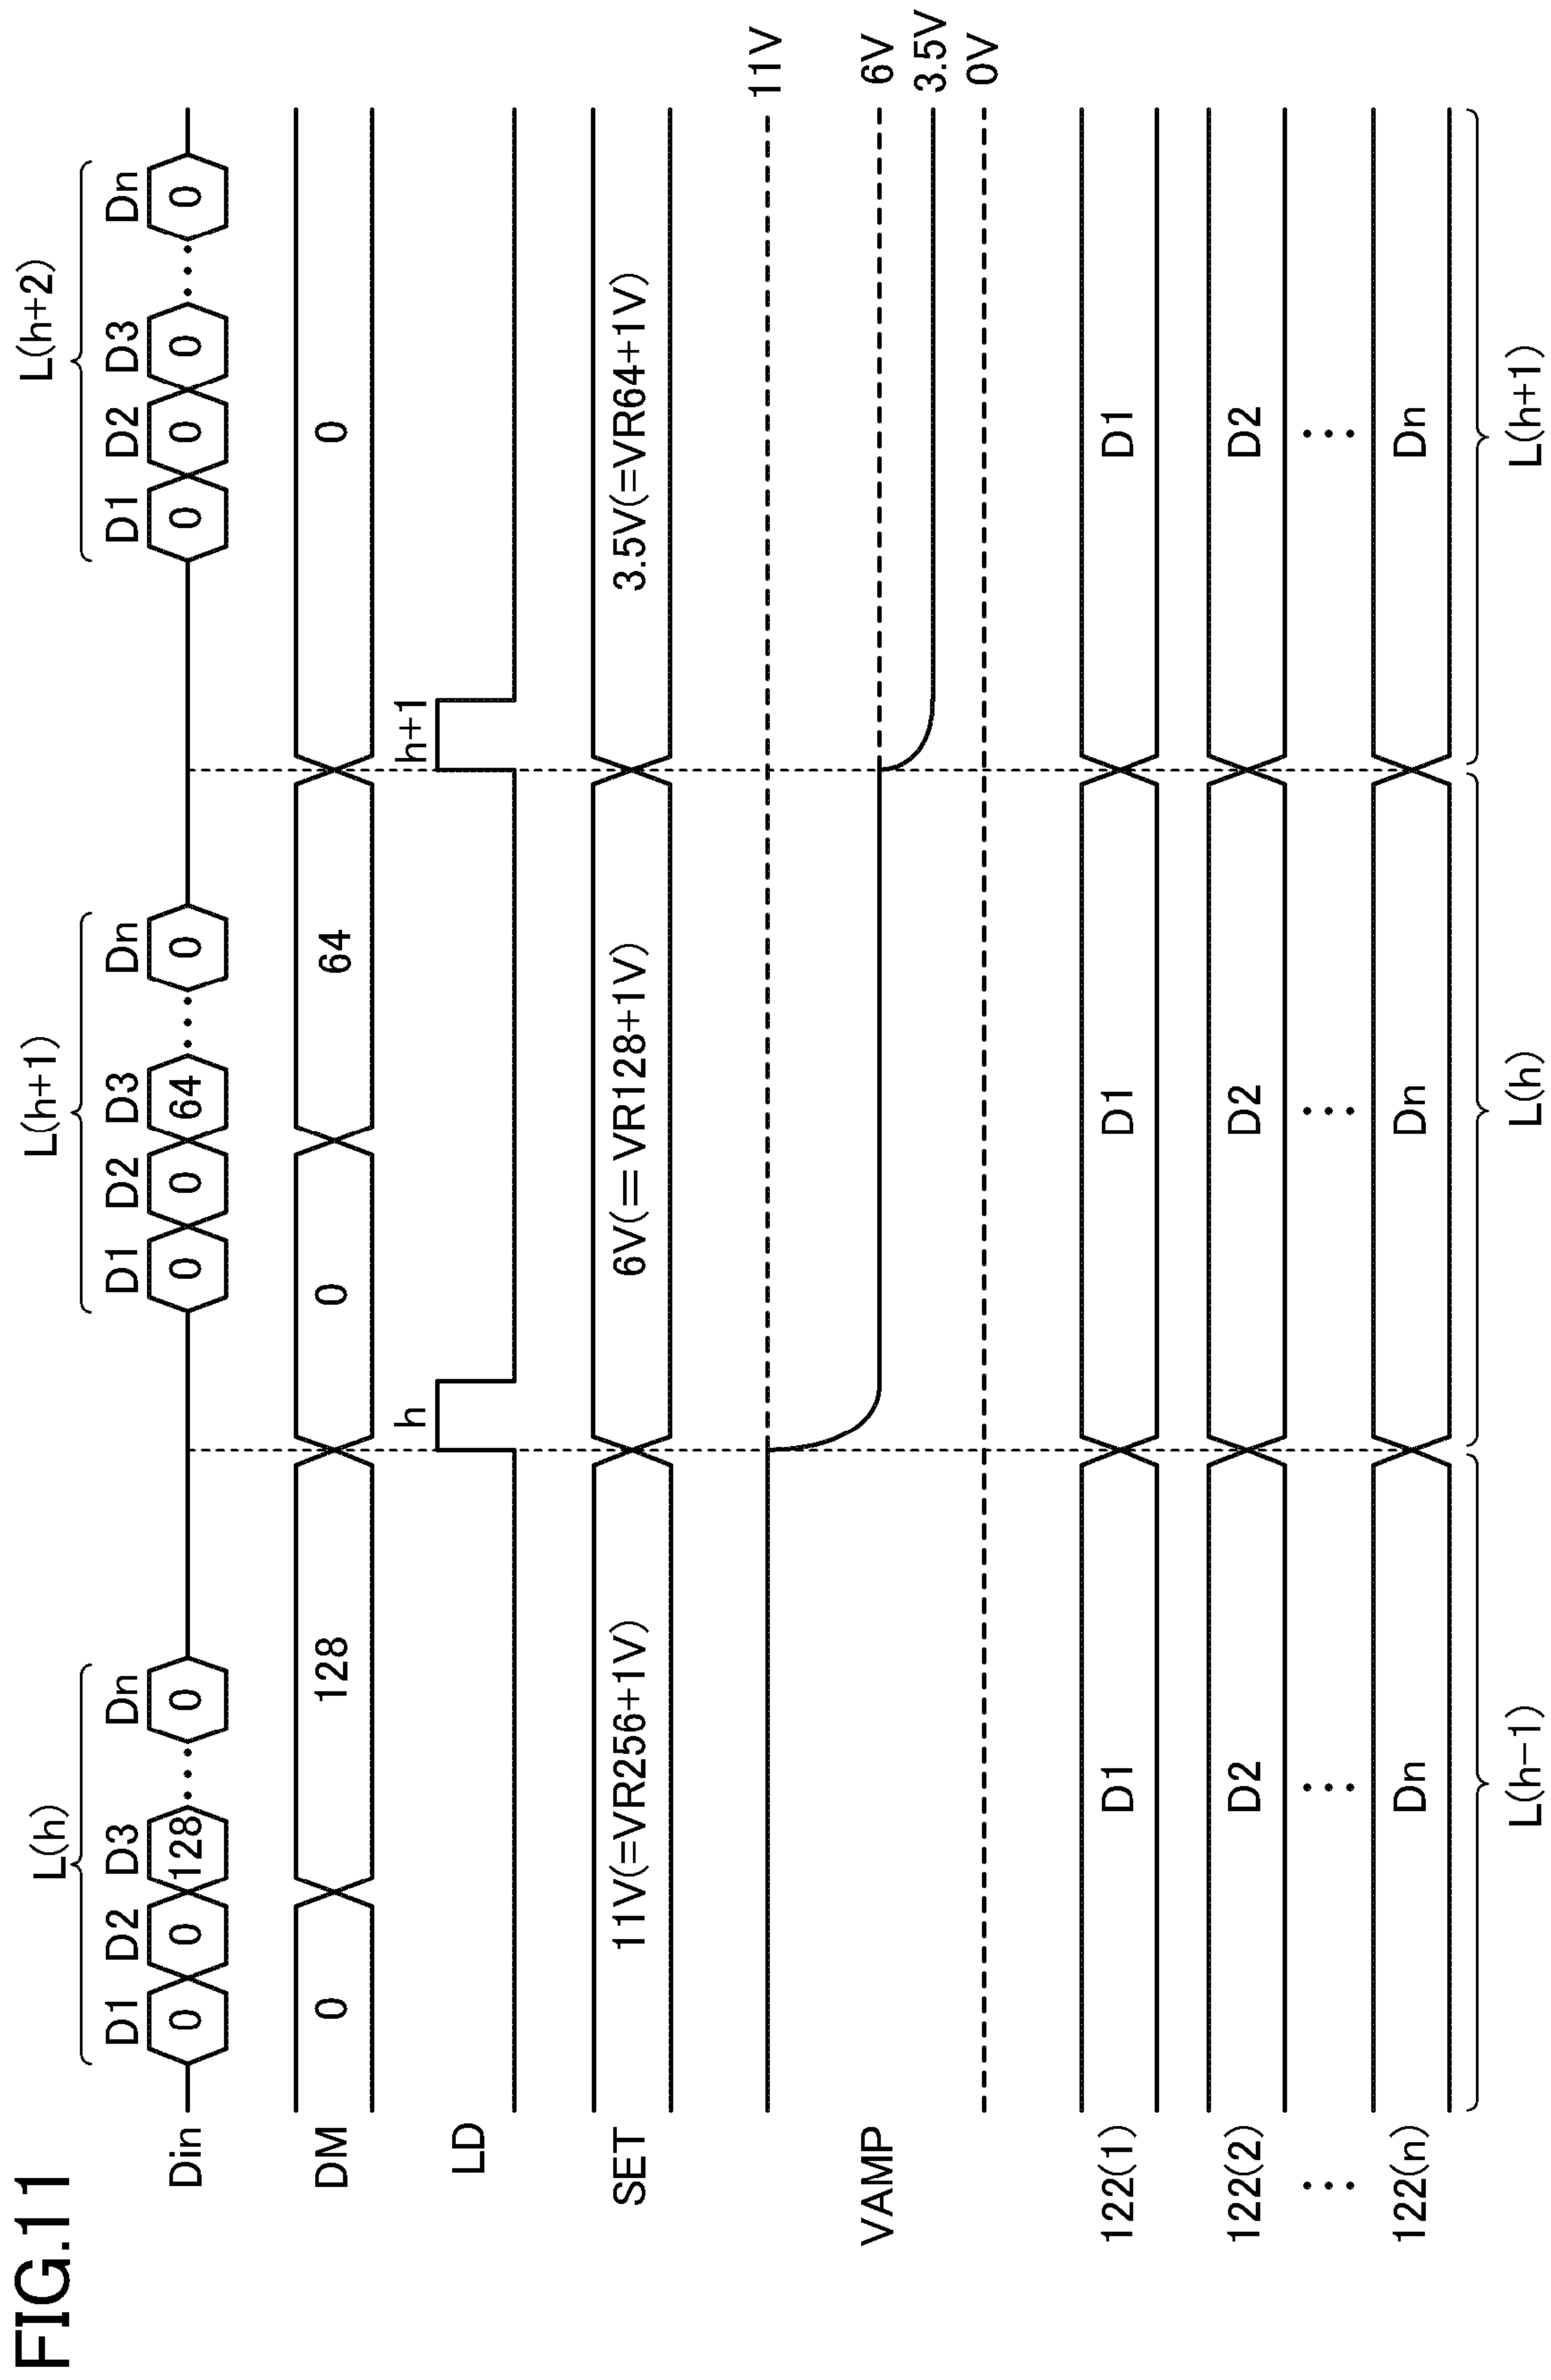 FIG.11
L(h) L(h+1) L(h+2)
D1 D2 D3 Dn D1 D2 D3 Dn D1 D2 D3 Dn
Din 0 0 128 ・・・ 0 0 0 64 ・・・ 0 0 0 0 ・・・ 0
DM 0 128 0 64 0
LD h h+1
SET 11V(=VR256+1V) 6V(=VR128+1V) 3.5V(=VR64+1V)
11V
VAMP 6V
3.5V
0V
122(1) D1 D1 D1
122(2) D2 D2 D2
⋮ ⋮ ⋮ ⋮
122(n) Dn Dn Dn
L(h−1) L(h) L(h+1)